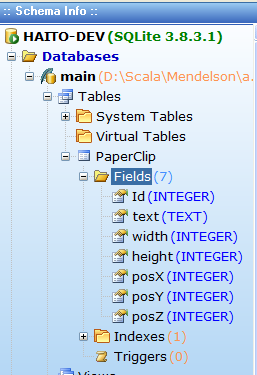 :: Schema Info ::
HAITO-DEV (SQLite 3.8.3.1)
Databases
main (D:\Scala\Mendelson\a.
Tables
System Tables
Virtual Tables
PaperClip
Fields (7)
Id (INTEGER)
text (TEXT)
width (INTEGER)
height (INTEGER)
posX (INTEGER)
posY (INTEGER)
posZ (INTEGER)
Indexes (1)
Triggers (0)
Views